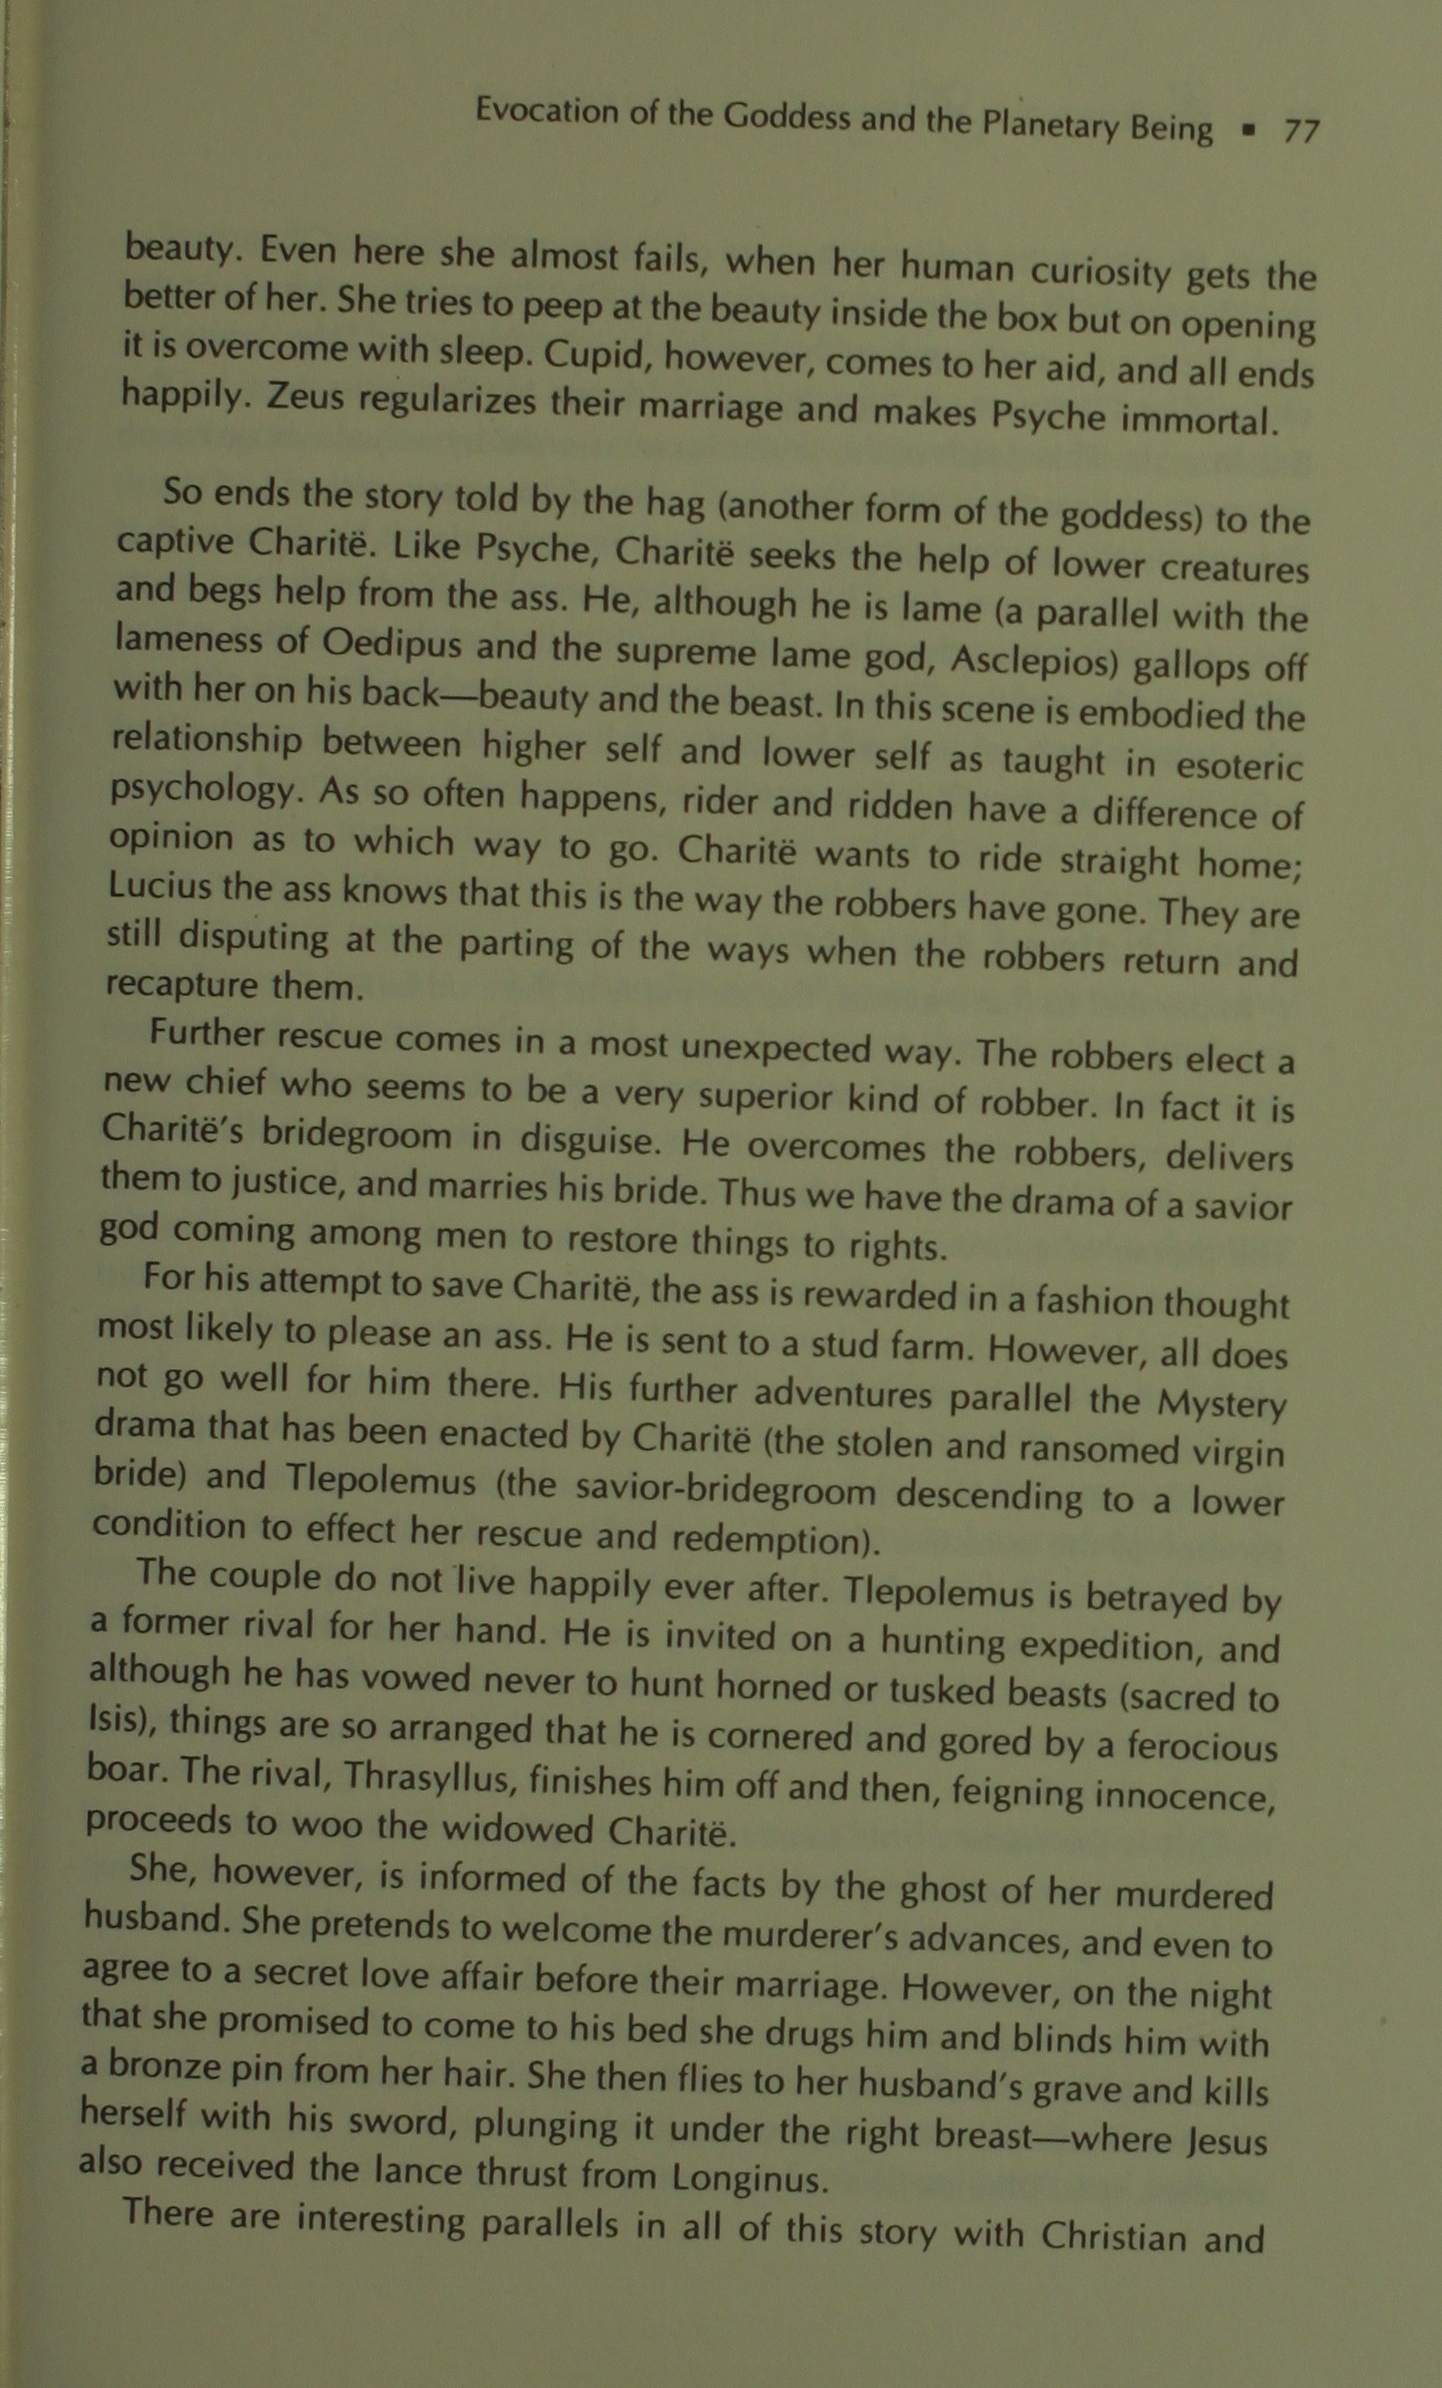 Evocation of the Goddess and the Planetary Being ▪ 77
beauty. Even here she almost fails, when her human curiosity gets the
better of her. She tries to peep at the beauty inside the box but on opening
it is overcome with sleep. Cupid, however, comes to her aid, and all ends
happily. Zeus regularizes their marriage and makes Psyche immortal.
So ends the story told by the hag (another form of the goddess) to the
captive Charitë. Like Psyche, Charitë seeks the help of lower creatures
and begs help from the ass. He, although he is lame (a parallel with the
lameness of Oedipus and the supreme lame god, Asclepios) gallops off
with her on his back—beauty and the beast. In this scene is embodied the
relationship between higher self and lower self as taught in esoteric
psychology. As so often happens, rider and ridden have a difference of
opinion as to which way to go. Charitë wants to ride straight home;
Lucius the ass knows that this is the way the robbers have gone. They are
still disputing at the parting of the ways when the robbers return and
recapture them.
Further rescue comes in a most unexpected way. The robbers elect a
new chief who seems to be a very superior kind of robber. In fact it is
Charitë's bridegroom in disguise. He overcomes the robbers, delivers
them to justice, and marries his bride. Thus we have the drama of a savior
god coming among men to restore things to rights.
For his attempt to save Charitë, the ass is rewarded in a fashion thought
most likely to please an ass. He is sent to a stud farm. However, all does
not go well for him there. His further adventures parallel the Mystery
drama that has been enacted by Charitë (the stolen and ransomed virgin
bride) and Tlepolemus (the savior-bridegroom descending to a lower
condition to effect her rescue and redemption).
The couple do not live happily ever after. Tlepolemus is betrayed by
a former rival for her hand. He is invited on a hunting expedition, and
although he has vowed never to hunt horned or tusked beasts (sacred to
Isis), things are so arranged that he is cornered and gored by a ferocious
boar. The rival, Thrasyllus, finishes him off and then, feigning innocence,
proceeds to woo the widowed Charitë.
She, however, is informed of the facts by the ghost of her murdered
husband. She pretends to welcome the murderer's advances, and even to
agree to a secret love affair before their marriage. However, on the night
that she promised to come to his bed she drugs him and blinds him with
a bronze pin from her hair. She then flies to her husband's grave and kills
herself with his sword, plunging it under the right breast—where Jesus
also received the lance thrust from Longinus.
There are interesting parallels in all of this story with Christian and